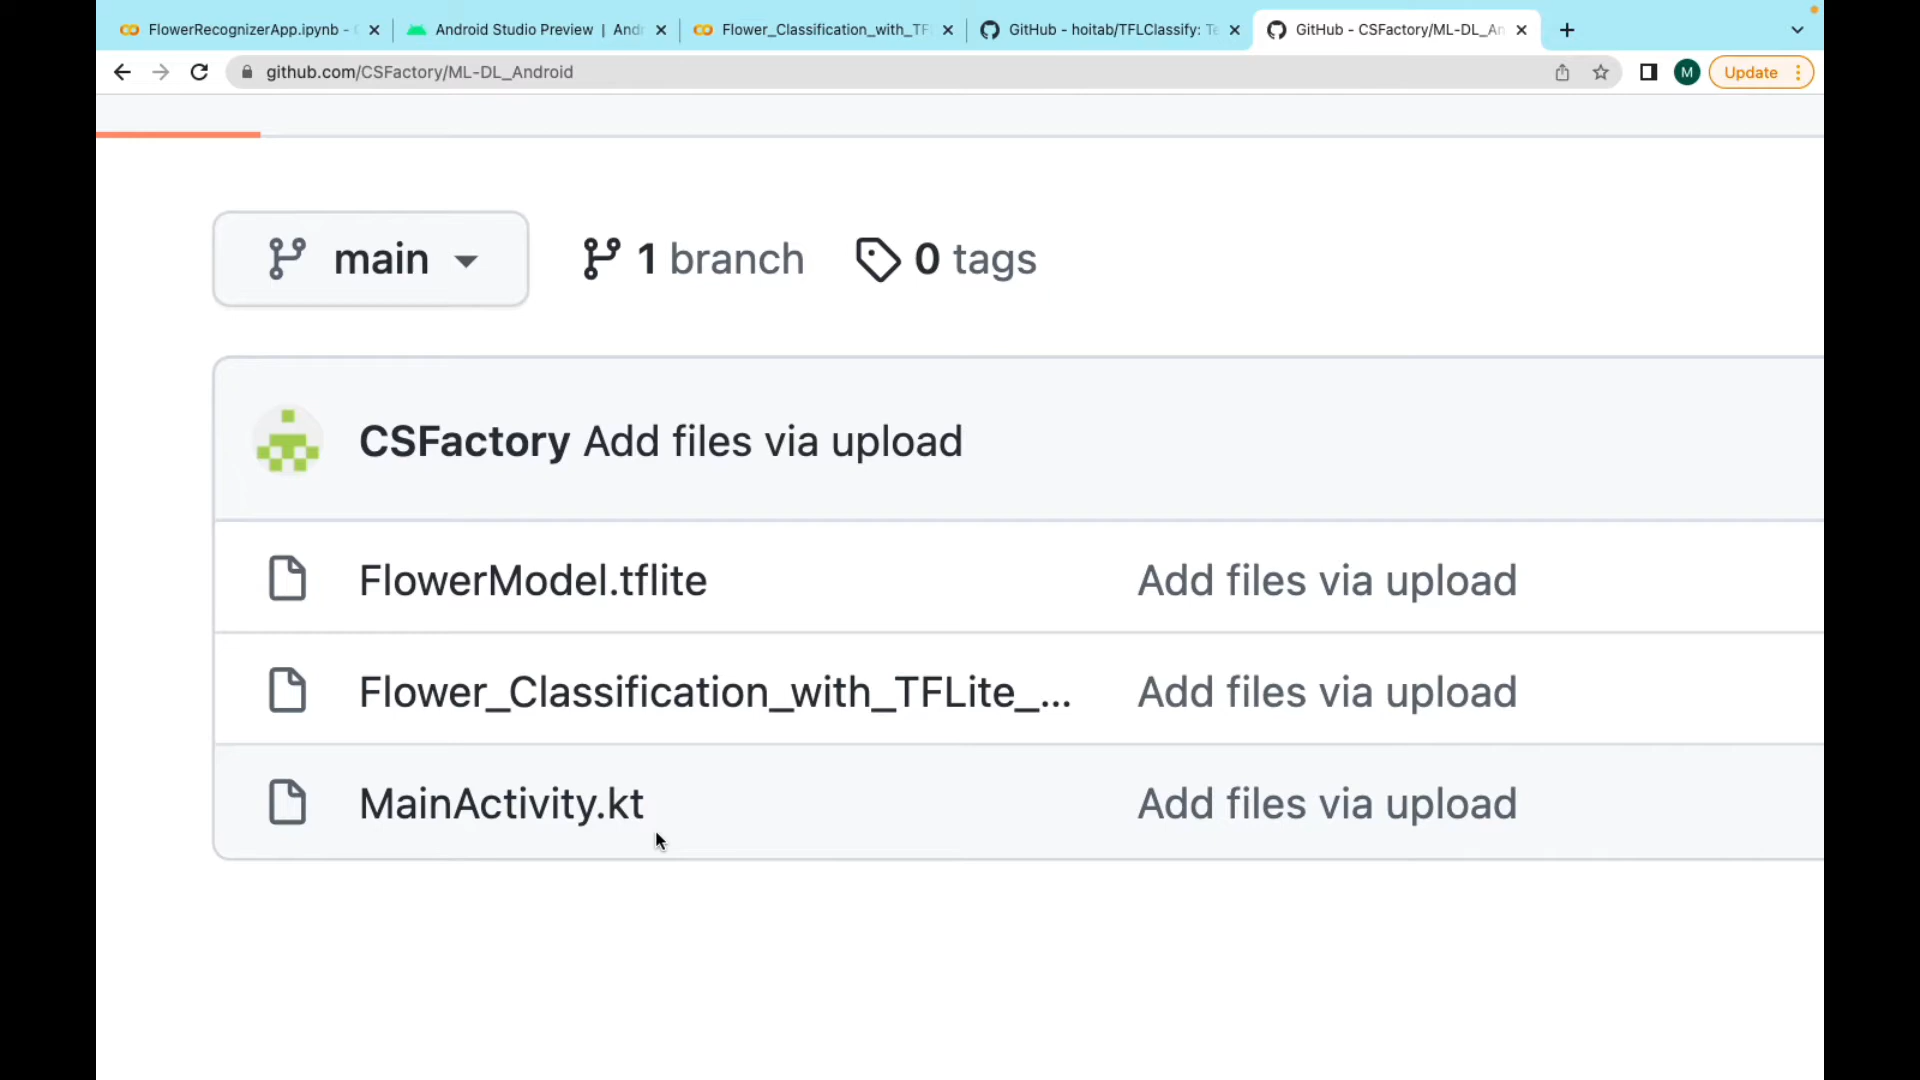 FlowerRecognizerApp.ipynb -
Android Studio Preview | And
Flower_Classification_with_TF
GitHub - hoitab/TFLClassify: Te
GitHub - CSFactory/ML-DL_An
github.com/CSFactory/ML-DL_Android
M
Update
main
1 branch
0 tags
CSFactory Add files via upload
FlowerModel.tflite Add files via upload
Flower_Classification_with_TFLite_... Add files via upload
MainActivity.kt Add files via upload